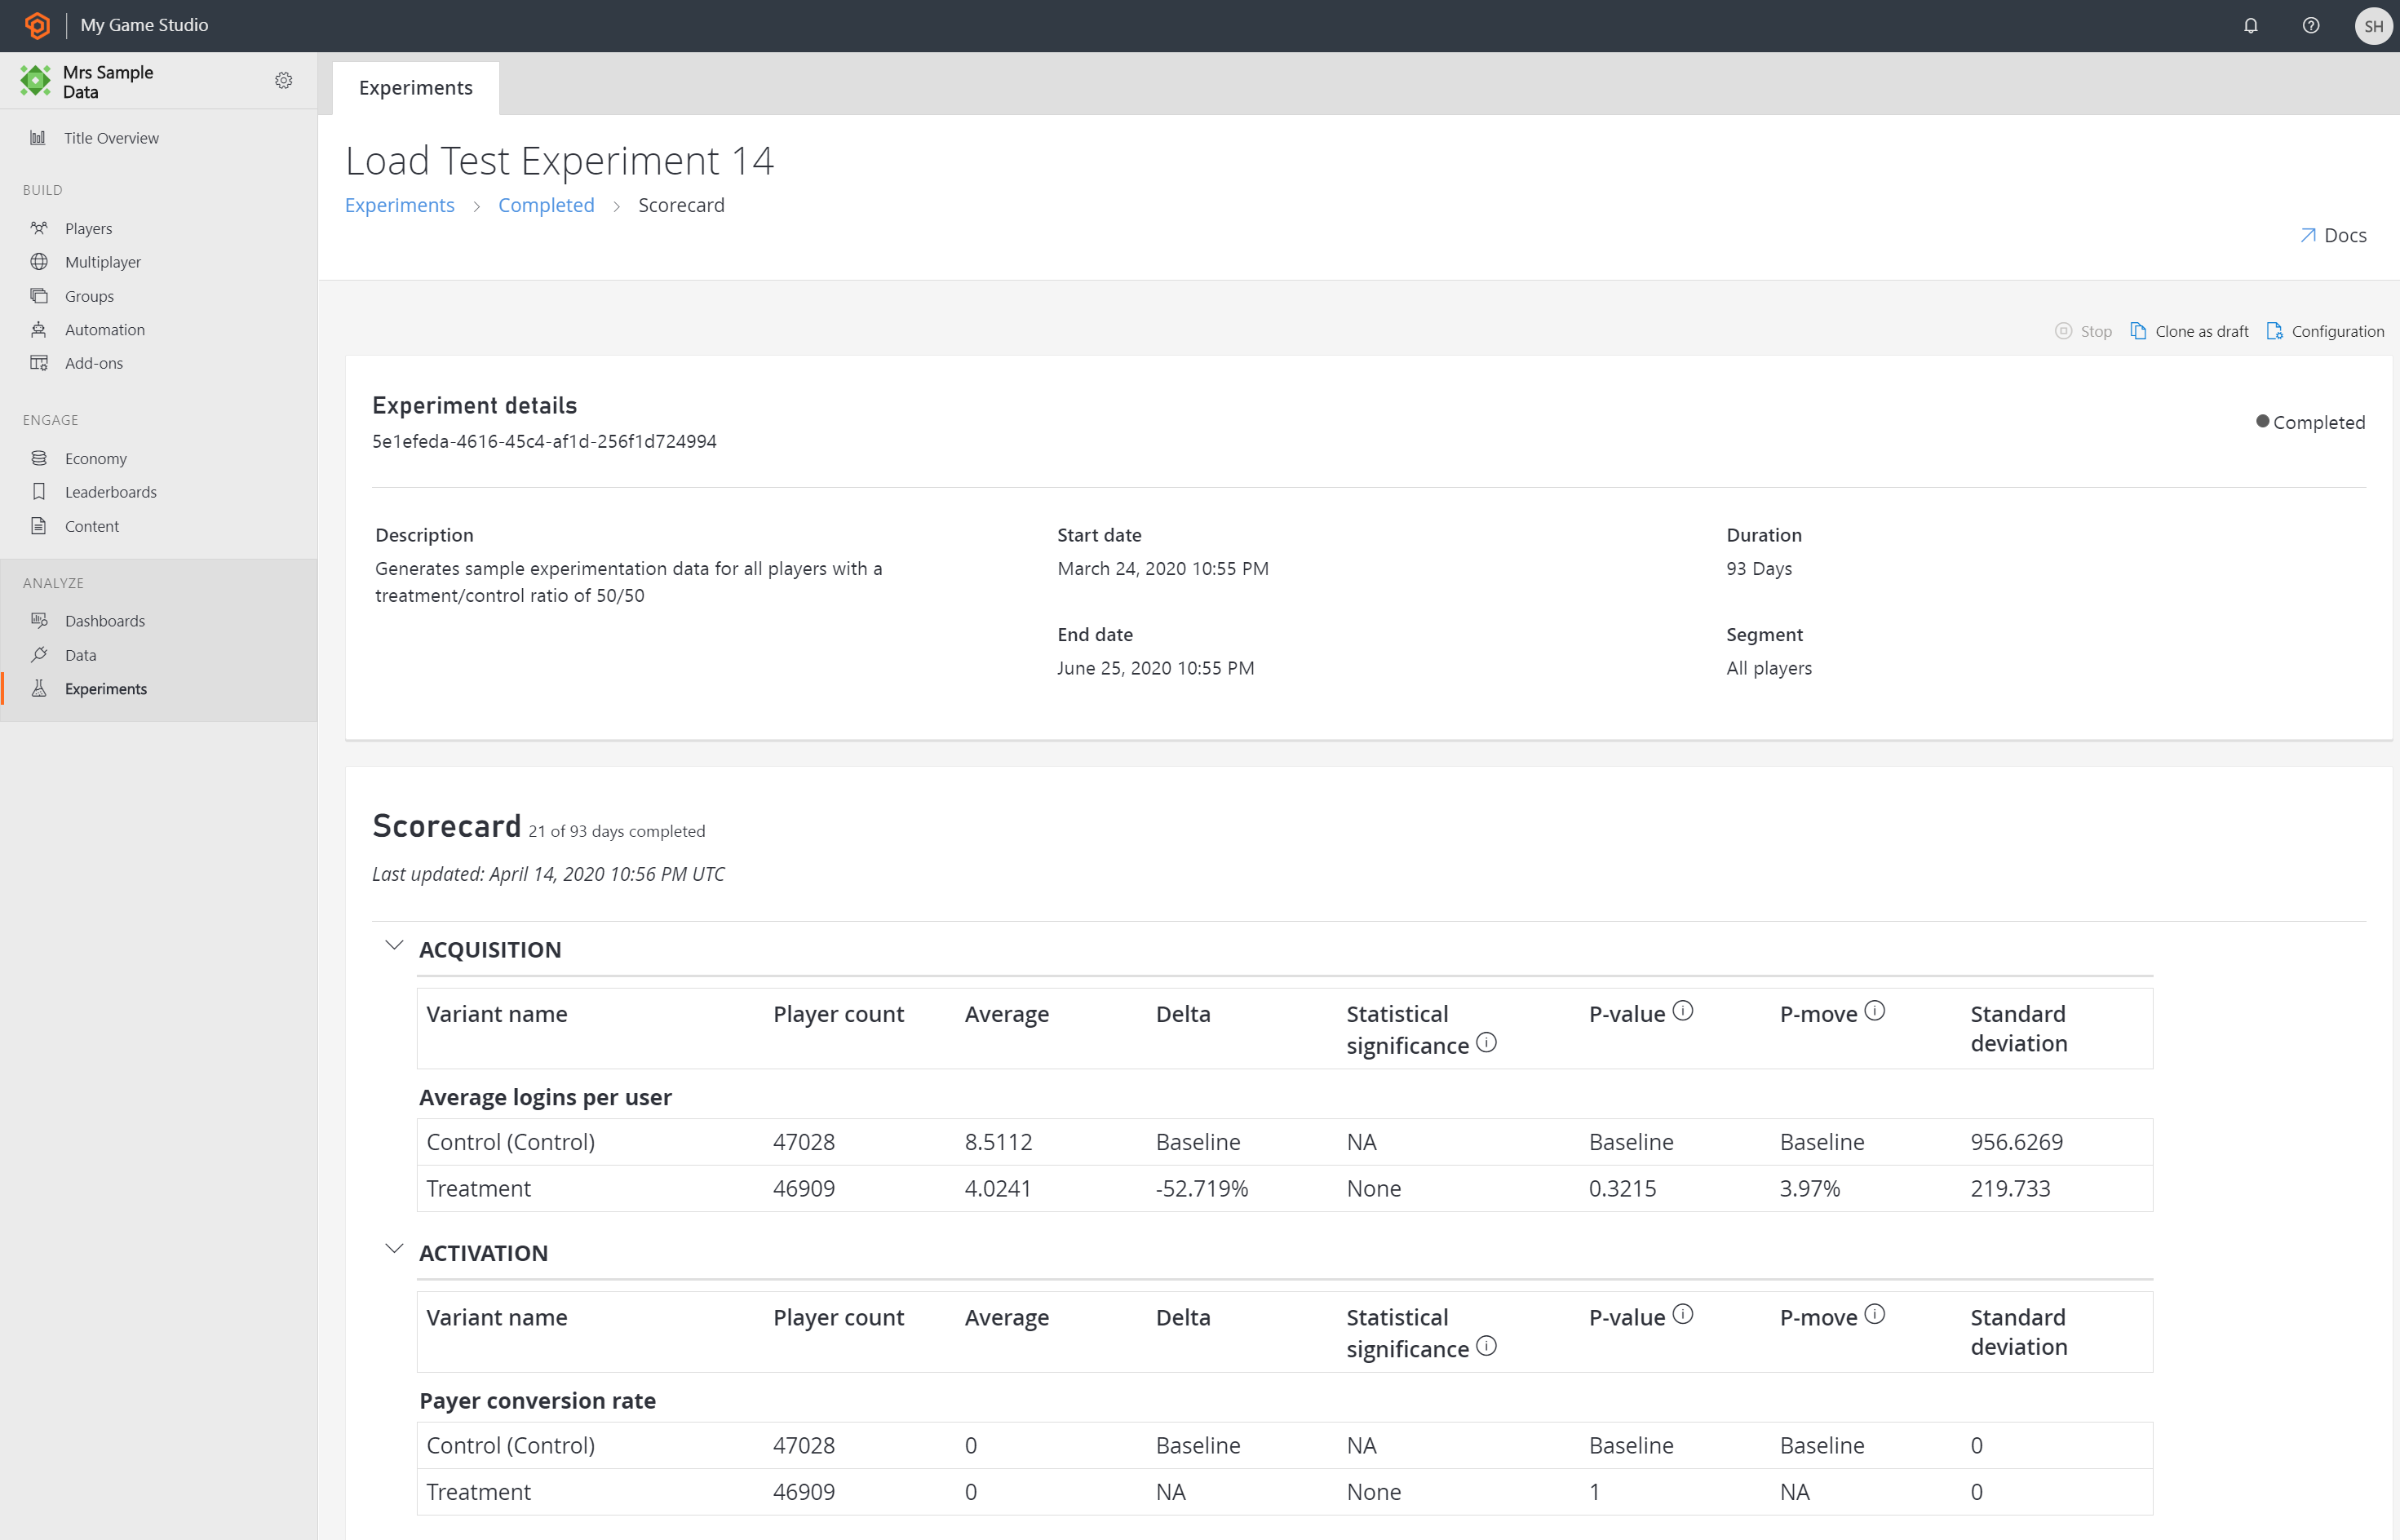 My Game Studio
SH
Mrs Sample
Data
Title Overview
BUILD
Players
Multiplayer
Groups
Automation
Add-ons
ENGAGE
Economy
Leaderboards
Content
ANALYZE
Dashboards
Data
Experiments
Experiments
Load Test Experiment 14
Experiments > Completed > Scorecard
Docs
Stop Clone as draft Configuration
Experiment details
5e1efeda-4616-45c4-af1d-256f1d724994
Completed
Description
Generates sample experimentation data for all players with a
treatment/control ratio of 50/50
Start date
March 24, 2020 10:55 PM
End date
June 25, 2020 10:55 PM
Duration
93 Days
Segment
All players
Scorecard 21 of 93 days completed
Last updated: April 14, 2020 10:56 PM UTC
ACQUISITION
Variant name Player count Average Delta Statistical significance P-value P-move Standard deviation
Average logins per user
Control (Control) 47028 8.5112 Baseline NA Baseline Baseline 956.6269
Treatment 46909 4.0241 -52.719% None 0.3215 3.97% 219.733
ACTIVATION
Variant name Player count Average Delta Statistical significance P-value P-move Standard deviation
Payer conversion rate
Control (Control) 47028 0 Baseline NA Baseline Baseline 0
Treatment 46909 0 NA None 1 NA 0